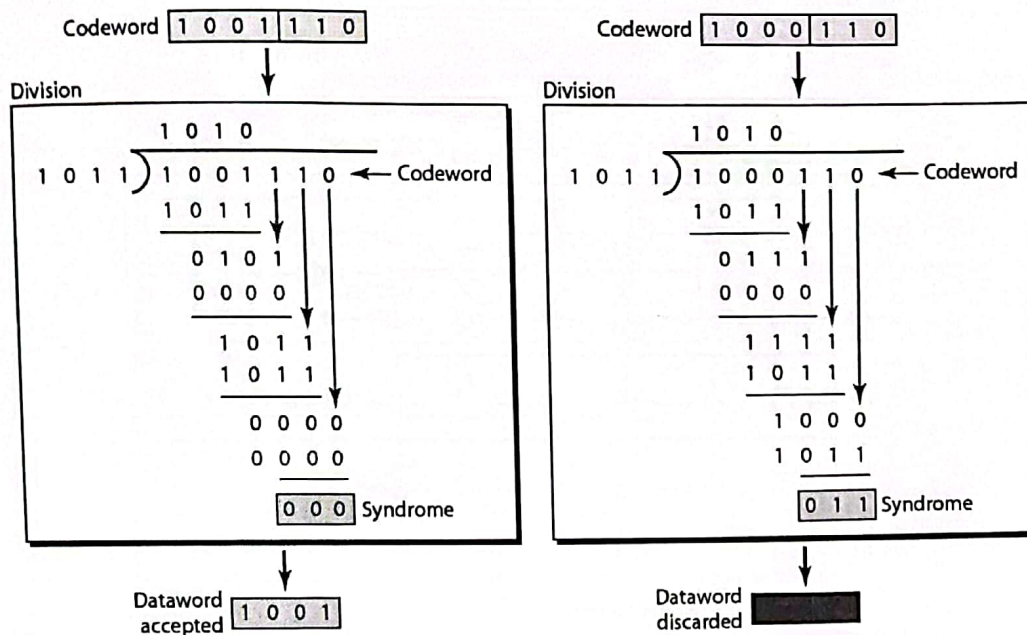 Codeword 1 0 0 1 1 1 0
Division
1 0 1 0
1 0 1 1 ) 1 0 0 1 1 1 0 Codeword
1 0 1 1
0 1 0 1
0 0 0 0
1 0 1 1
1 0 1 1
0 0 0 0
0 0 0 0
0 0 0 Syndrome
Dataword
accepted
1 0 0 1
Codeword 1 0 0 0 1 1 0
Division
1 0 1 0
1 0 1 1 ) 1 0 0 0 1 1 0 Codeword
1 0 1 1
0 1 1 1
0 0 0 0
1 1 1 1
1 0 1 1
1 0 0 0
1 0 1 1
0 1 1 Syndrome
Dataword
discarded